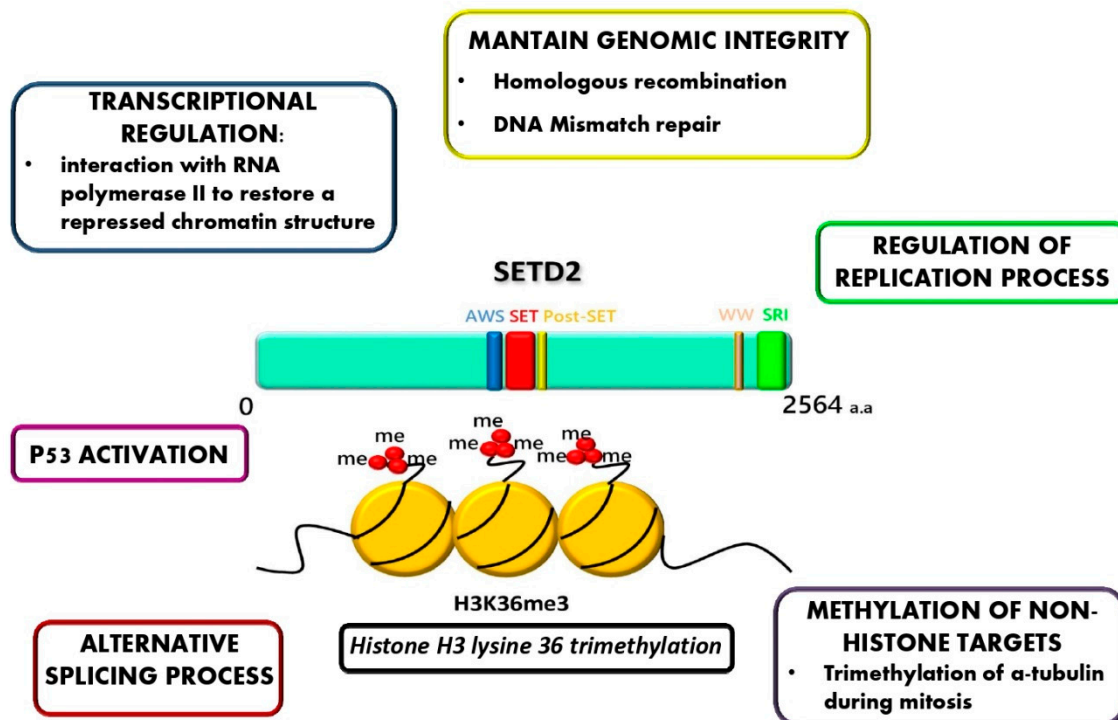 MANTAIN GENOMIC INTEGRITY
• Homologous recombination
• DNA Mismatch repair
TRANSCRIPTIONAL
REGULATION:
• interaction with RNA
polymerase II to restore a
repressed chromatin structure
REGULATION OF
REPLICATION PROCESS
SETD2
AWS SET Post-SET WW SRI
0 2564 a.a
P53 ACTIVATION
me me me
me me me
me me me
H3K36me3
Histone H3 lysine 36 trimethylation
ALTERNATIVE
SPLICING PROCESS
METHYLATION OF NON-
HISTONE TARGETS
• Trimethylation of α-tubulin
during mitosis